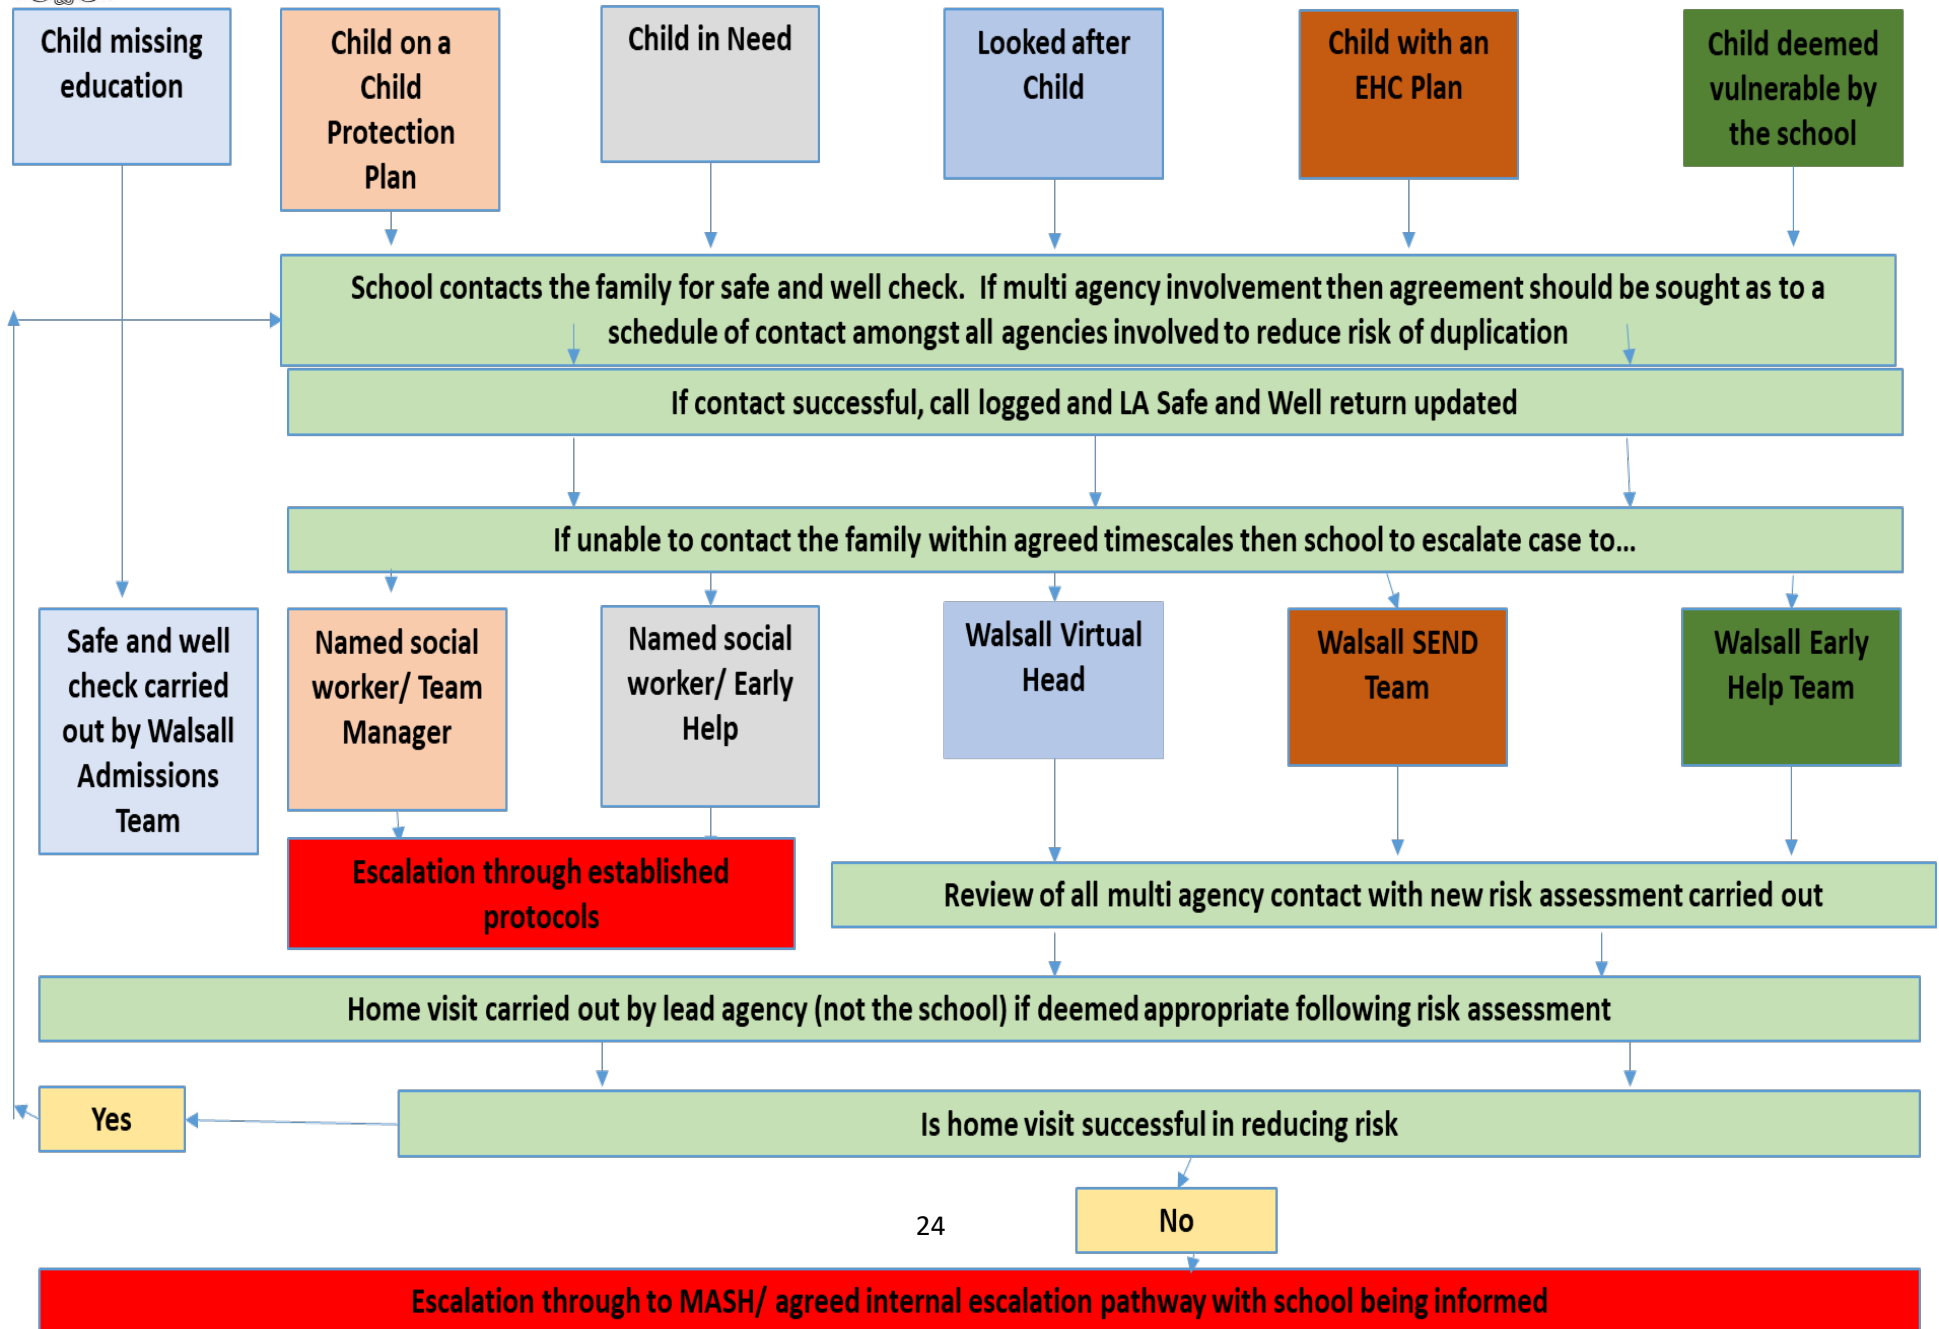 Child missing
education
Child on a
Child
Protection
Plan
Child in Need
Looked after
Child
Child with an
EHC Plan
Child deemed
vulnerable by
the school
School contacts the family for safe and well check. If multi agency involvement then agreement should be sought as to a
schedule of contact amongst all agencies involved to reduce risk of duplication
If contact successful, call logged and LA Safe and Well return updated
If unable to contact the family within agreed timescales then school to escalate case to...
Safe and well
check carried
out by Walsall
Admissions
Team
Named social
worker/ Team
Manager
Named social
worker/ Early
Help
Walsall Virtual
Head
Walsall SEND
Team
Walsall Early
Help Team
Escalation through established
protocols
Review of all multi agency contact with new risk assessment carried out
Home visit carried out by lead agency (not the school) if deemed appropriate following risk assessment
Yes
Is home visit successful in reducing risk
No
24
Escalation through to MASH/ agreed internal escalation pathway with school being informed